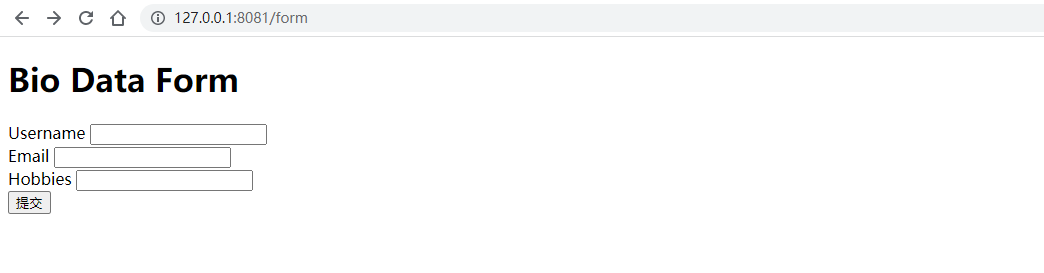 127.0.0.1:8081/form
Bio Data Form
Username
Email
Hobbies
提交